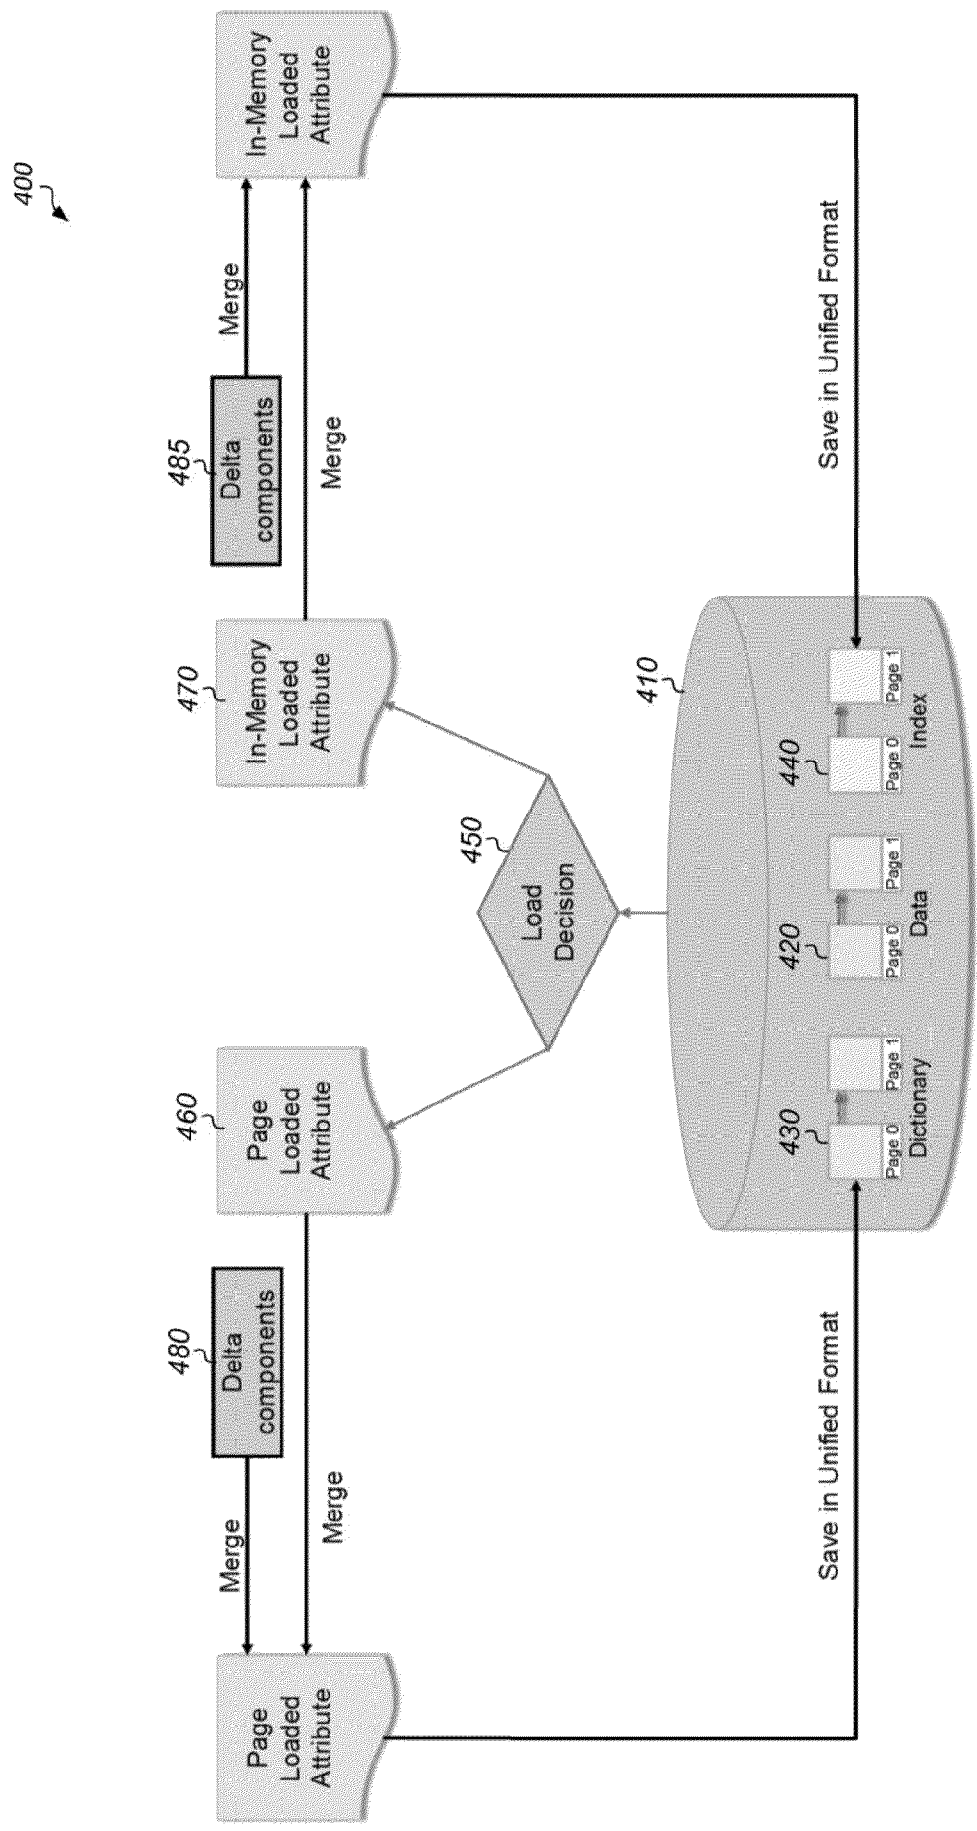 400
Page
Loaded
Attribute
Merge
Merge
480
Delta
components
460
Page
Loaded
Attribute
470
In-Memory
Loaded
Attribute
485
Delta
components
Merge
Merge
In-Memory
Loaded
Attribute
450
Load
Decision
410
Save in Unified Format
430
Page 0
Page 1
Dictionary
420
Page 0
Page 1
Data
440
Page 0
Page 1
Index
Save in Unified Format